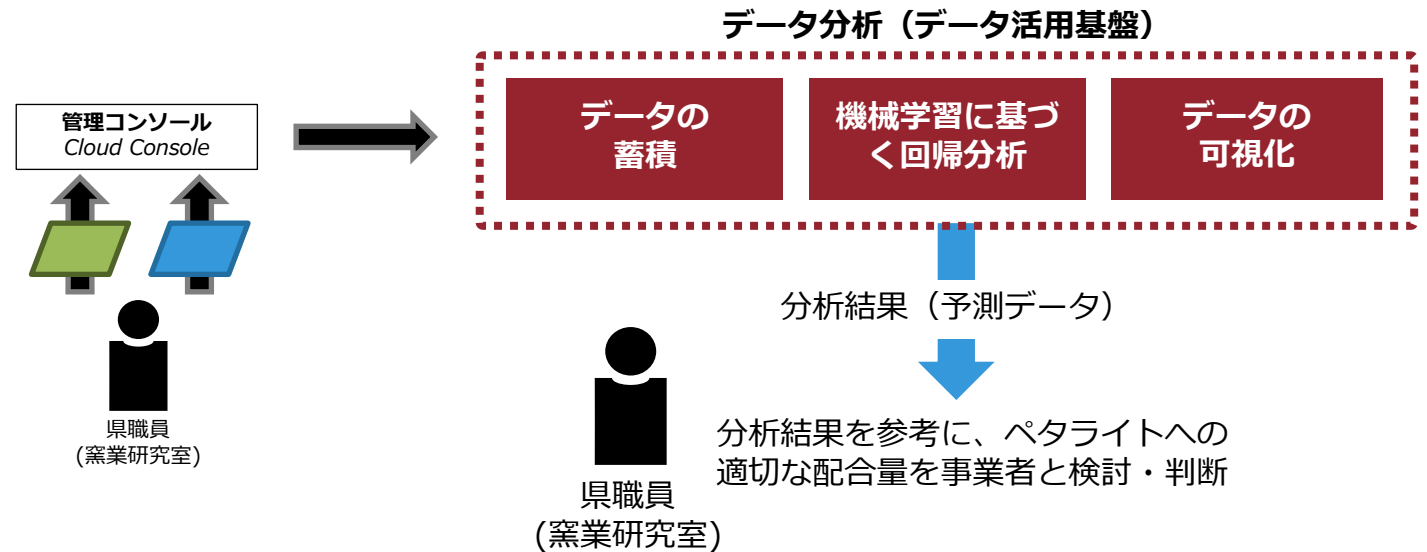 データ分析（データ活用基盤）
管理コンソール
Cloud Console
データの
蓄積
機械学習に基づ
く回帰分析
データの
可視化
県職員
(窯業研究室)
分析結果（予測データ）
分析結果を参考に、ペタライトへの
適切な配合量を事業者と検討・判断
県職員
(窯業研究室)